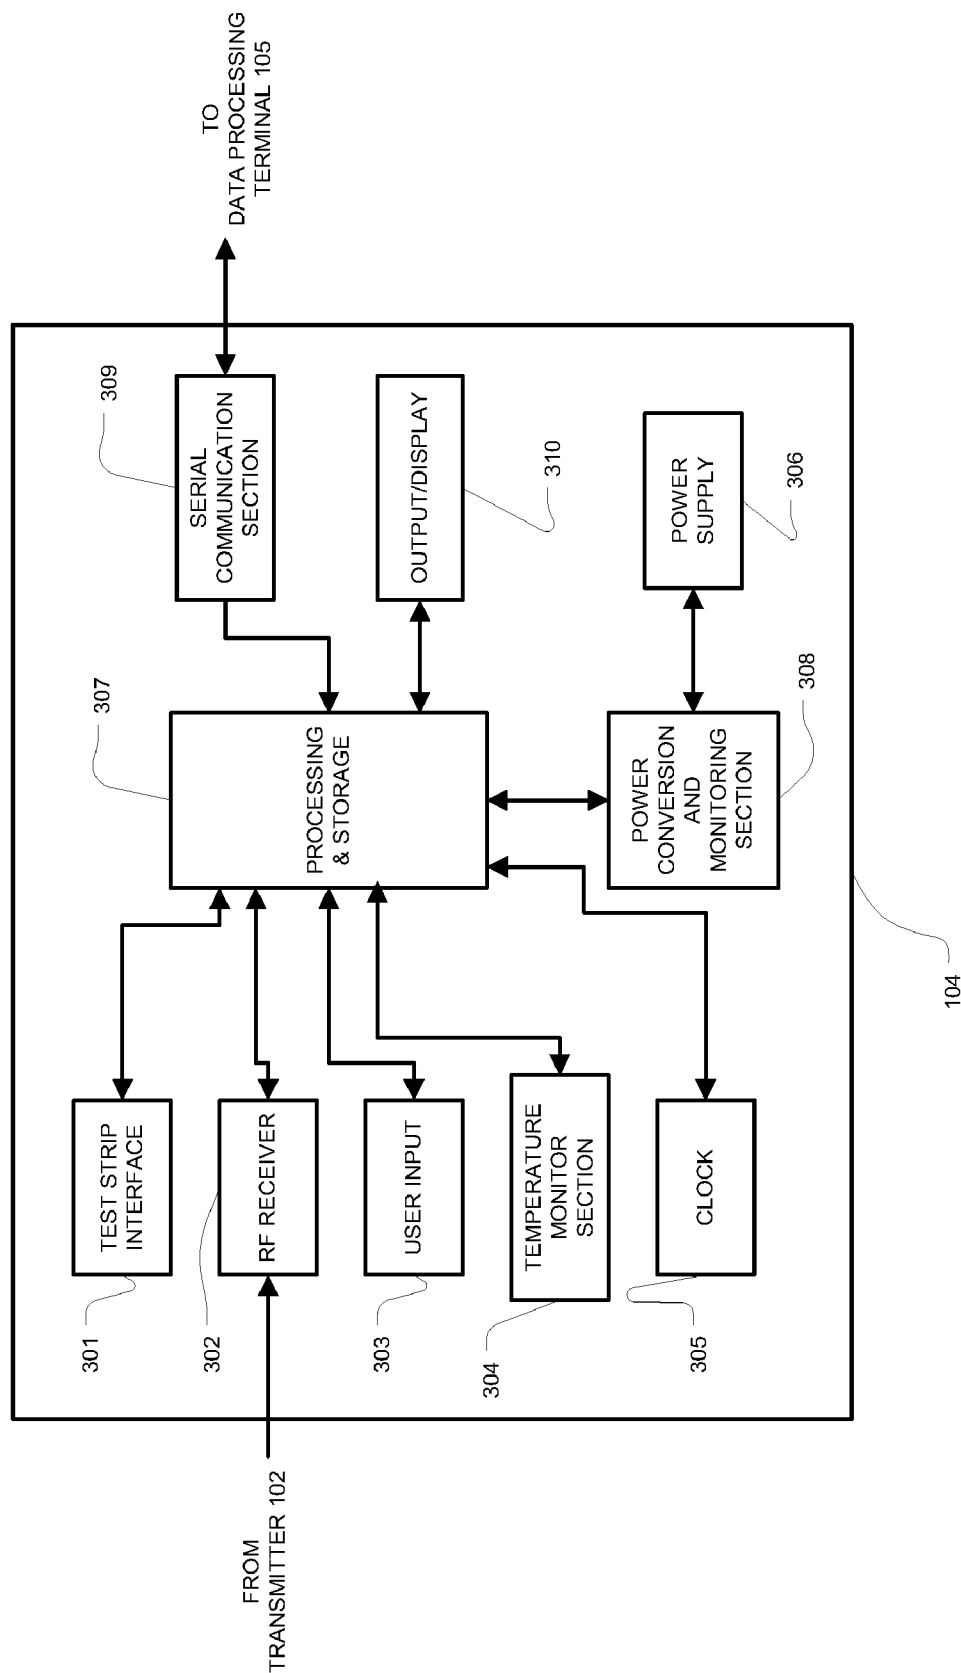 FROM
TRANSMITTER 102
301
TEST STRIP
INTERFACE
302
RF RECEIVER
303
USER INPUT
304
TEMPERATURE
MONITOR
SECTION
305
CLOCK
307
PROCESSING
& STORAGE
308
POWER
CONVERSION
AND
MONITORING
SECTION
309
SERIAL
COMMUNICATION
SECTION
310
OUTPUT/DISPLAY
306
POWER
SUPPLY
104
TO
DATA PROCESSING
TERMINAL 105